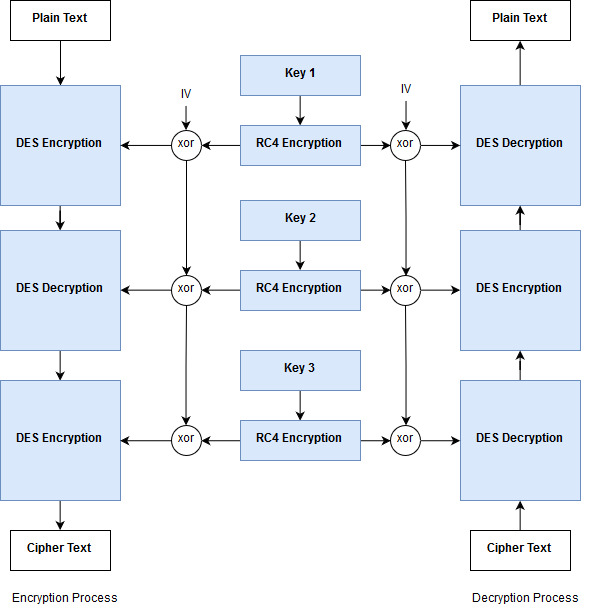 Plain Text
Plain Text
Key 1
IV
IV
DES Encryption
xor
RC4 Encryption
xor
DES Decryption
Key 2
DES Decryption
xor
RC4 Encryption
xor
DES Encryption
Key 3
DES Encryption
xor
RC4 Encryption
xor
DES Decryption
Cipher Text
Cipher Text
Encryption Process
Decryption Process